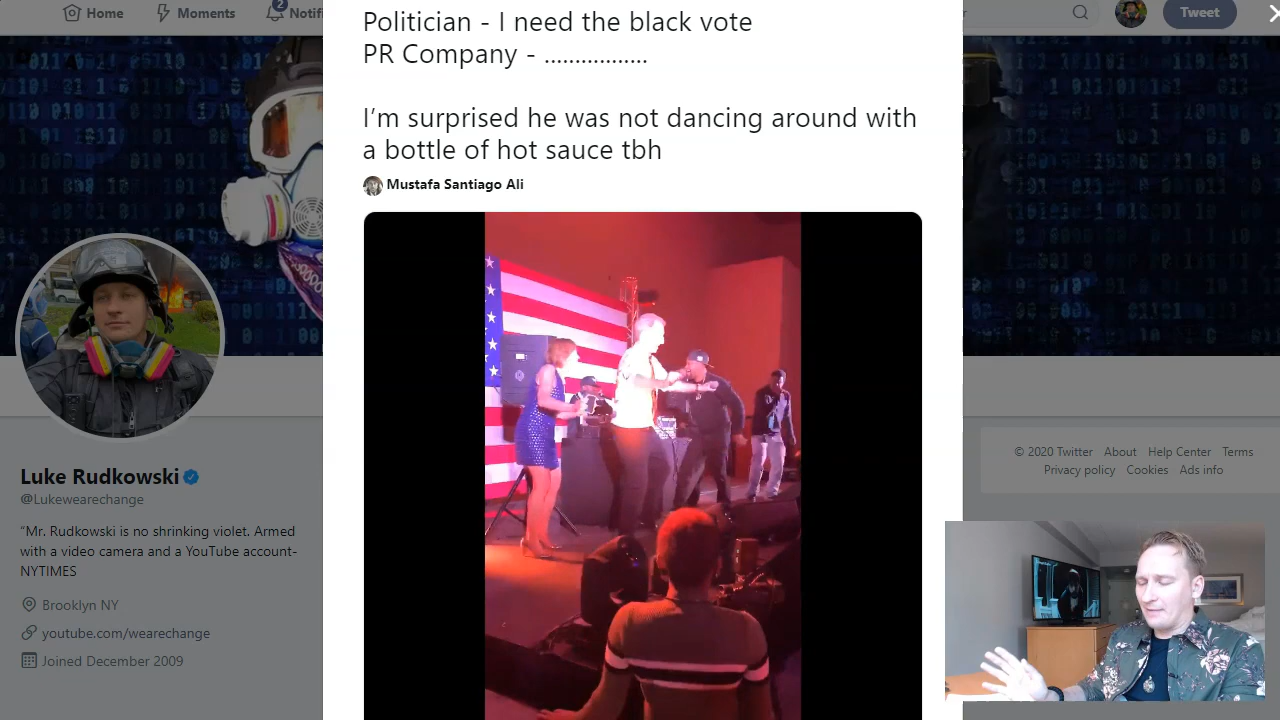 Home
Moments
Notifi
2
Tweet
Politician - I need the black vote
PR Company - .................
I'm surprised he was not dancing around with
a bottle of hot sauce tbh
Mustafa Santiago Ali
Luke Rudkowski
@Lukewearechange
“Mr. Rudkowski is no shrinking violet. Armed
with a video camera and a YouTube account-
NYTIMES
Brooklyn NY
youtube.com/wearechange
Joined December 2009
© 2020 Twitter About Help Center Terms
Privacy policy Cookies Ads info